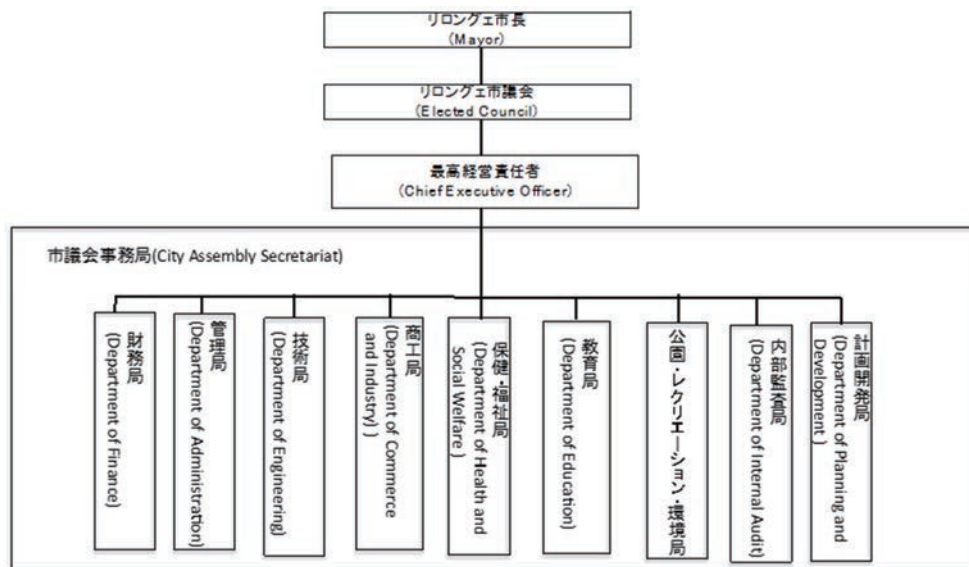 リロングェ市長
(Mayor)
リロングェ市議会
(Elected Council)
最高経営責任者
(Chief Executive Officer)
市議会事務局(City Assembly Secretariat)
財務局
(Department of Finance)
管理局
(Department of Administration)
技術局
(Department of Engineering)
商工局
(Department of Commerce
and Industry) )
保健・福祉局
(Department of Health and
Social Welfare )
教育局
(Department of Education)
公園・レクリエーション・環境局
内部監査局
(Department of Internal Audit)
計画開発局
(Department of Planning and
Development )